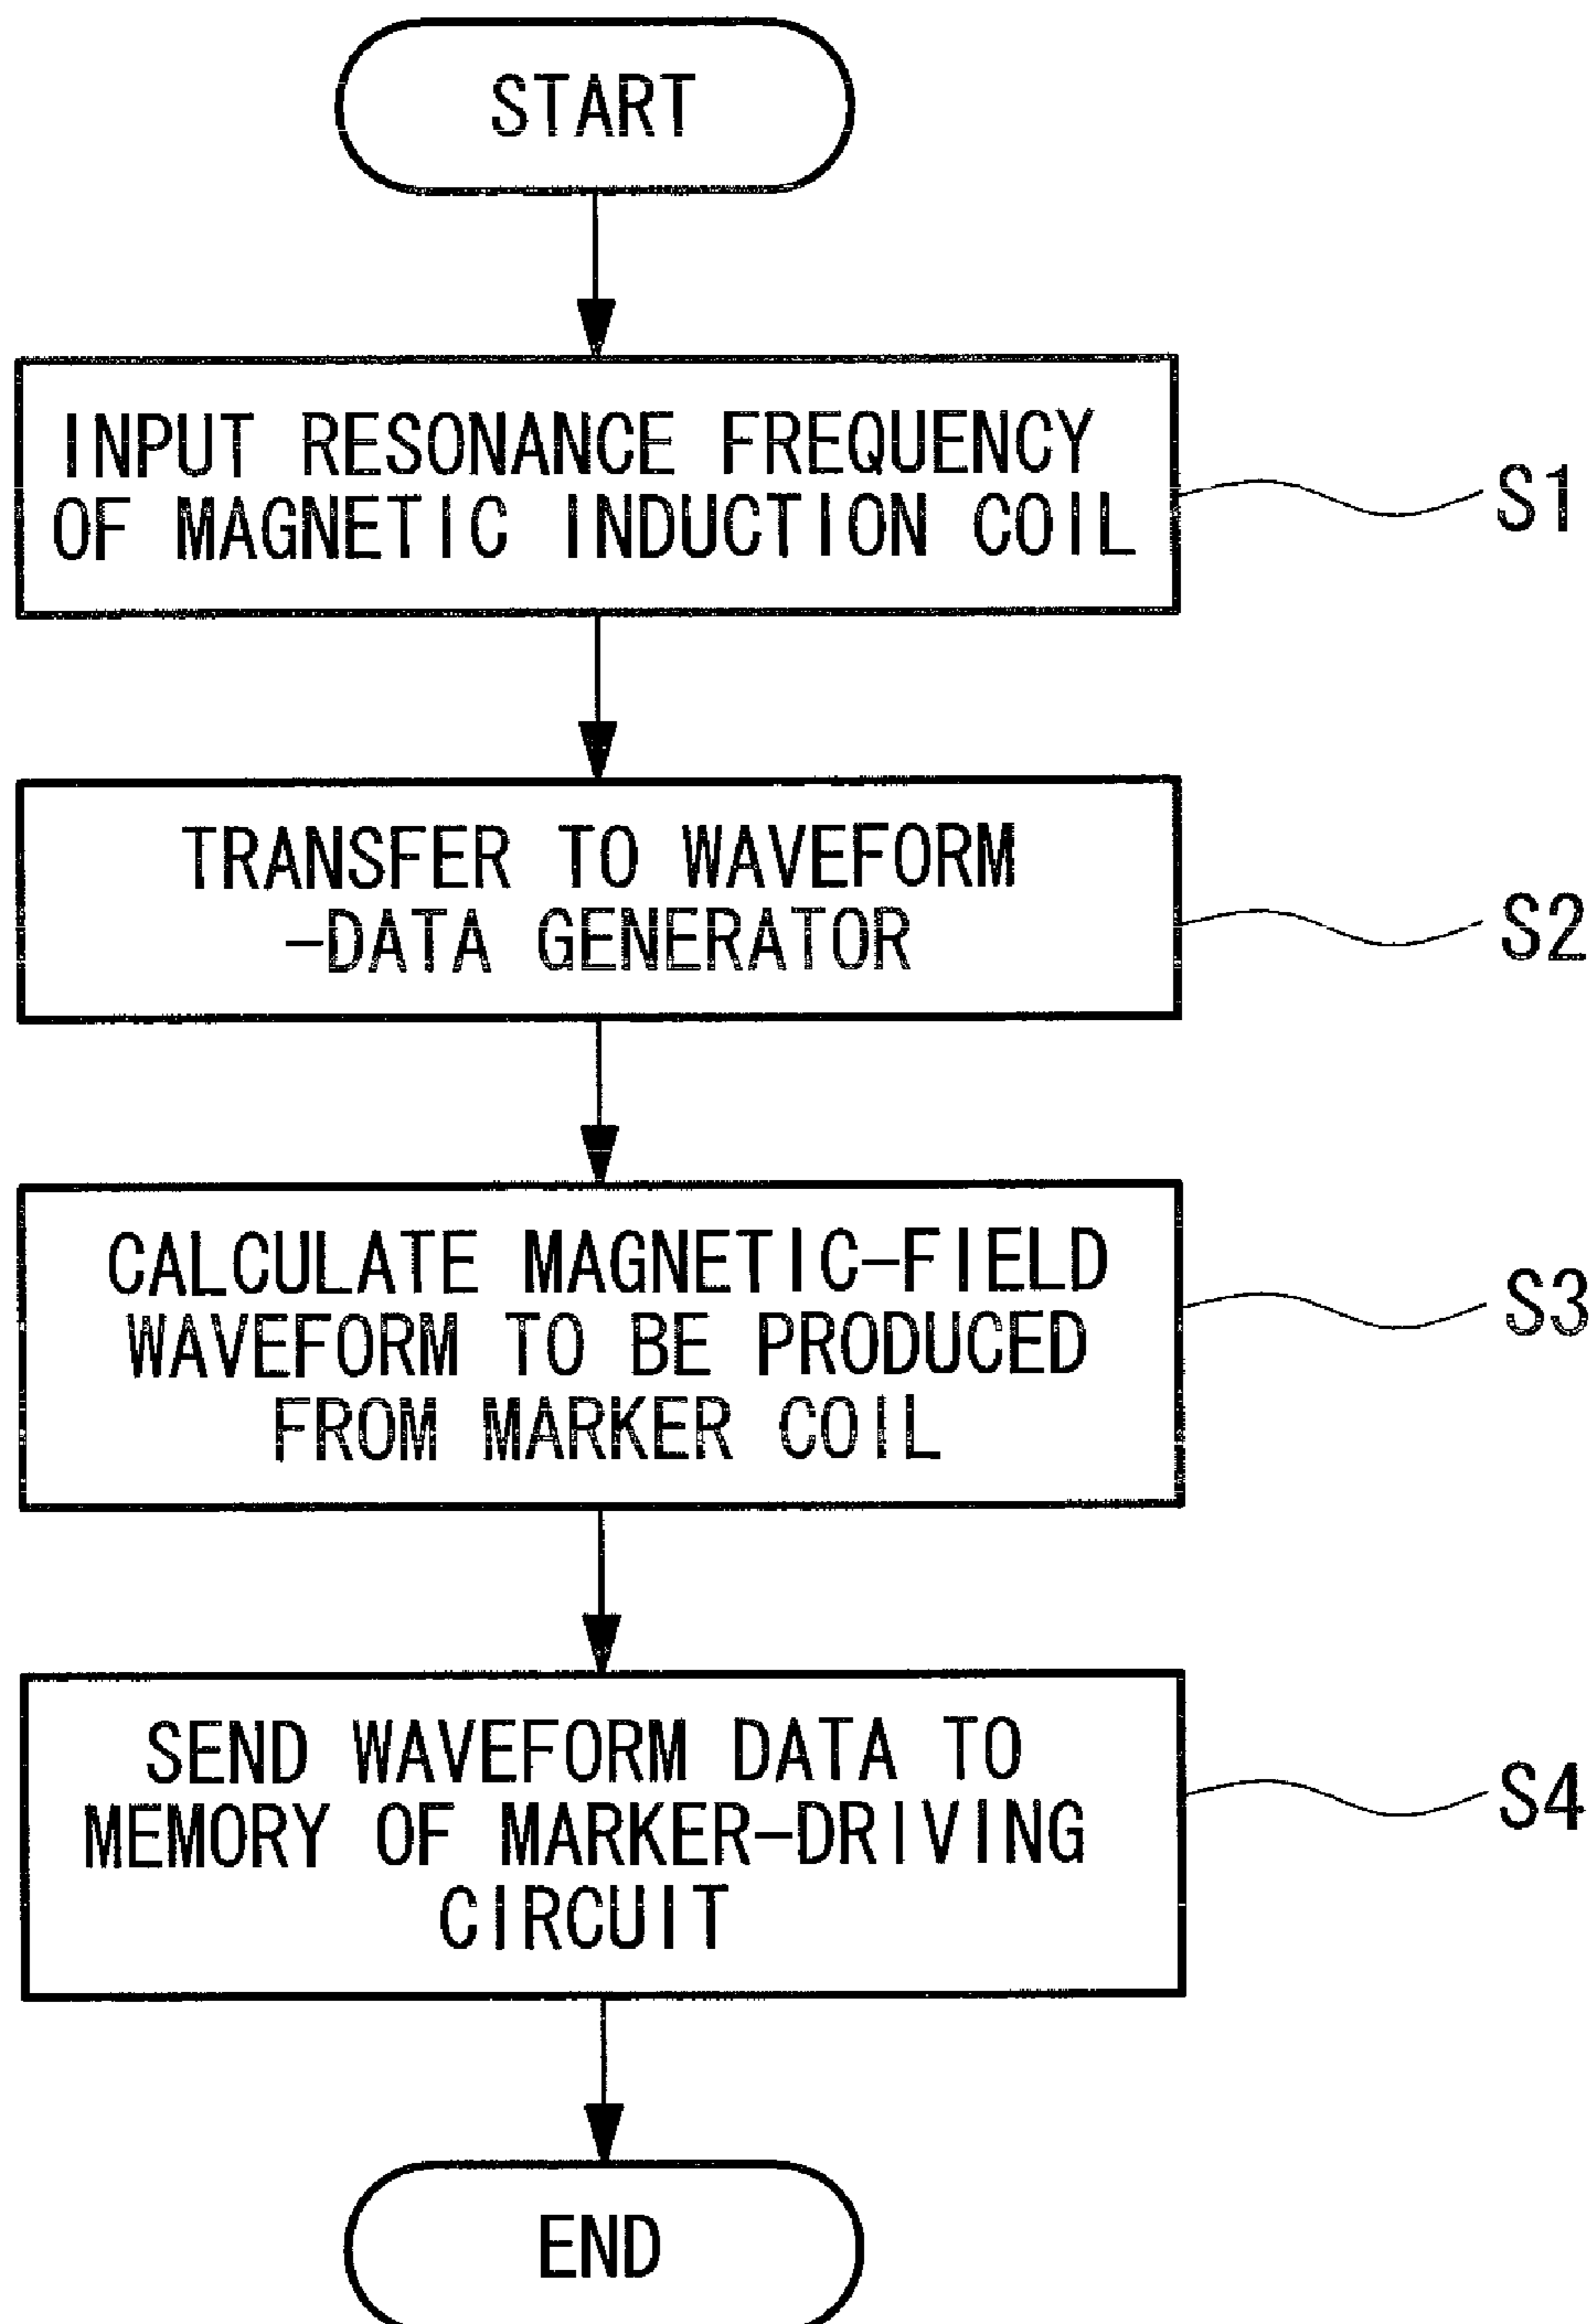 START
INPUT RESONANCE FREQUENCY
OF MAGNETIC INDUCTION COIL
S1
TRANSFER TO WAVEFORM
-DATA GENERATOR
S2
CALCULATE MAGNETIC-FIELD
WAVEFORM TO BE PRODUCED
FROM MARKER COIL
S3
SEND WAVEFORM DATA TO
MEMORY OF MARKER-DRIVING
CIRCUIT
S4
END